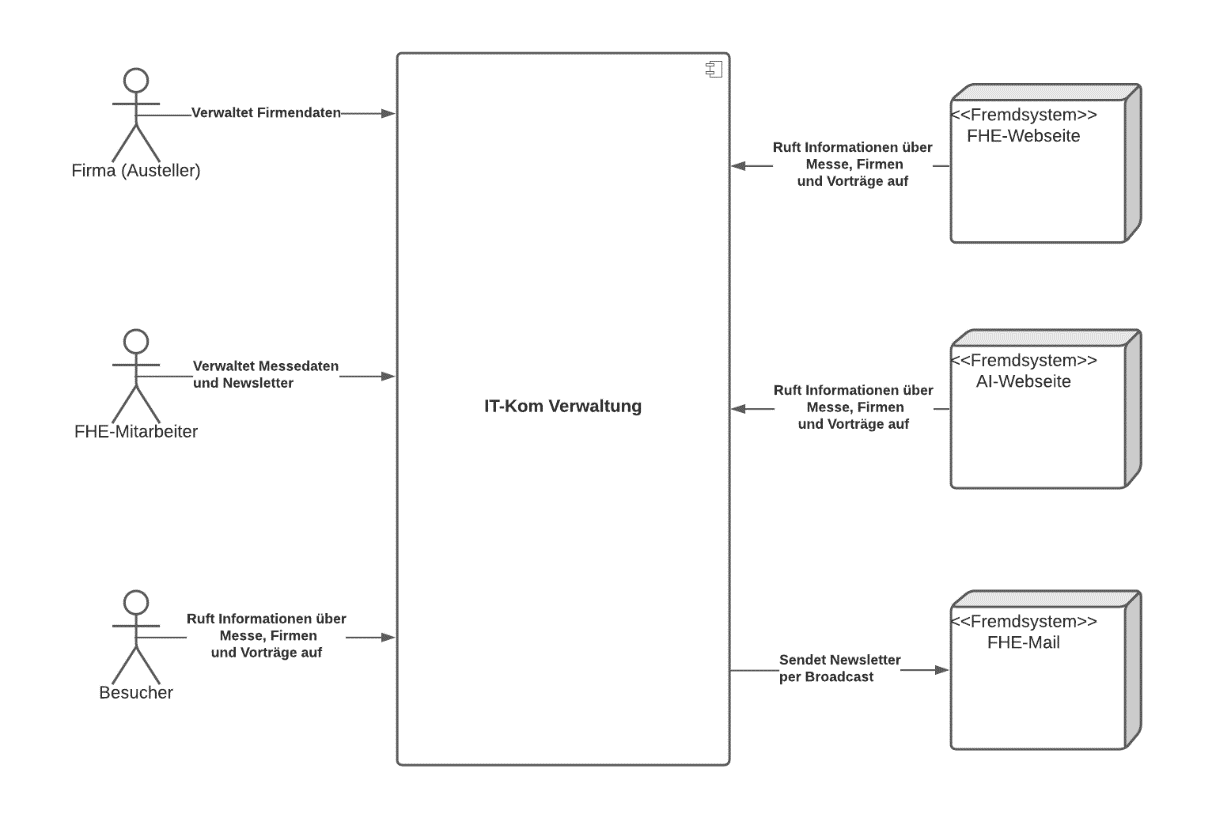 Verwaltet Firmendaten
Firma (Austeller)
Verwaltet Messedaten
und Newsletter
FHE-Mitarbeiter
Ruft Informationen über
Messe, Firmen
und Vorträge auf
Besucher
IT-Kom Verwaltung
Ruft Informationen über
Messe, Firmen
und Vorträge auf
<<Fremdsystem>>
FHE-Webseite
Ruft Informationen über
Messe, Firmen
und Vorträge auf
<<Fremdsystem>>
AI-Webseite
Sendet Newsletter
per Broadcast
<<Fremdsystem>>
FHE-Mail